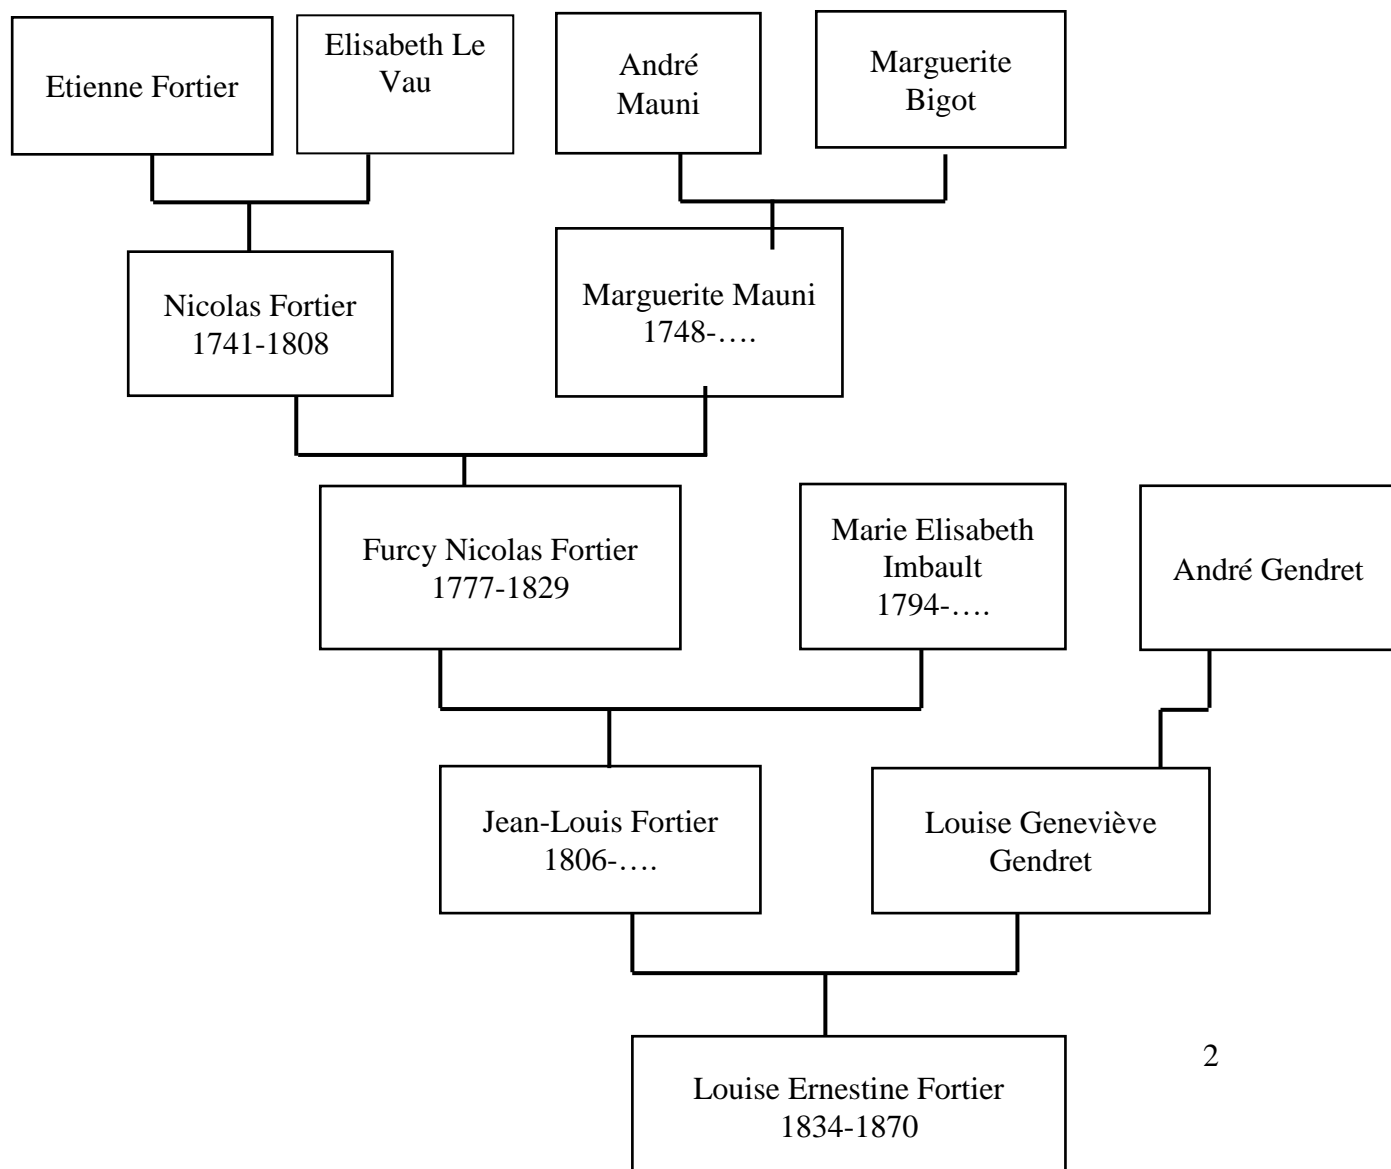 Etienne Fortier
Elisabeth Le
Vau
André
Mauni
Marguerite
Bigot
Nicolas Fortier
1741-1808
Marguerite Mauni
1748-….
Furcy Nicolas Fortier
1777-1829
Marie Elisabeth
Imbault
1794-….
André Gendret
Jean-Louis Fortier
1806-….
Louise Geneviève
Gendret
Louise Ernestine Fortier
1834-1870
2